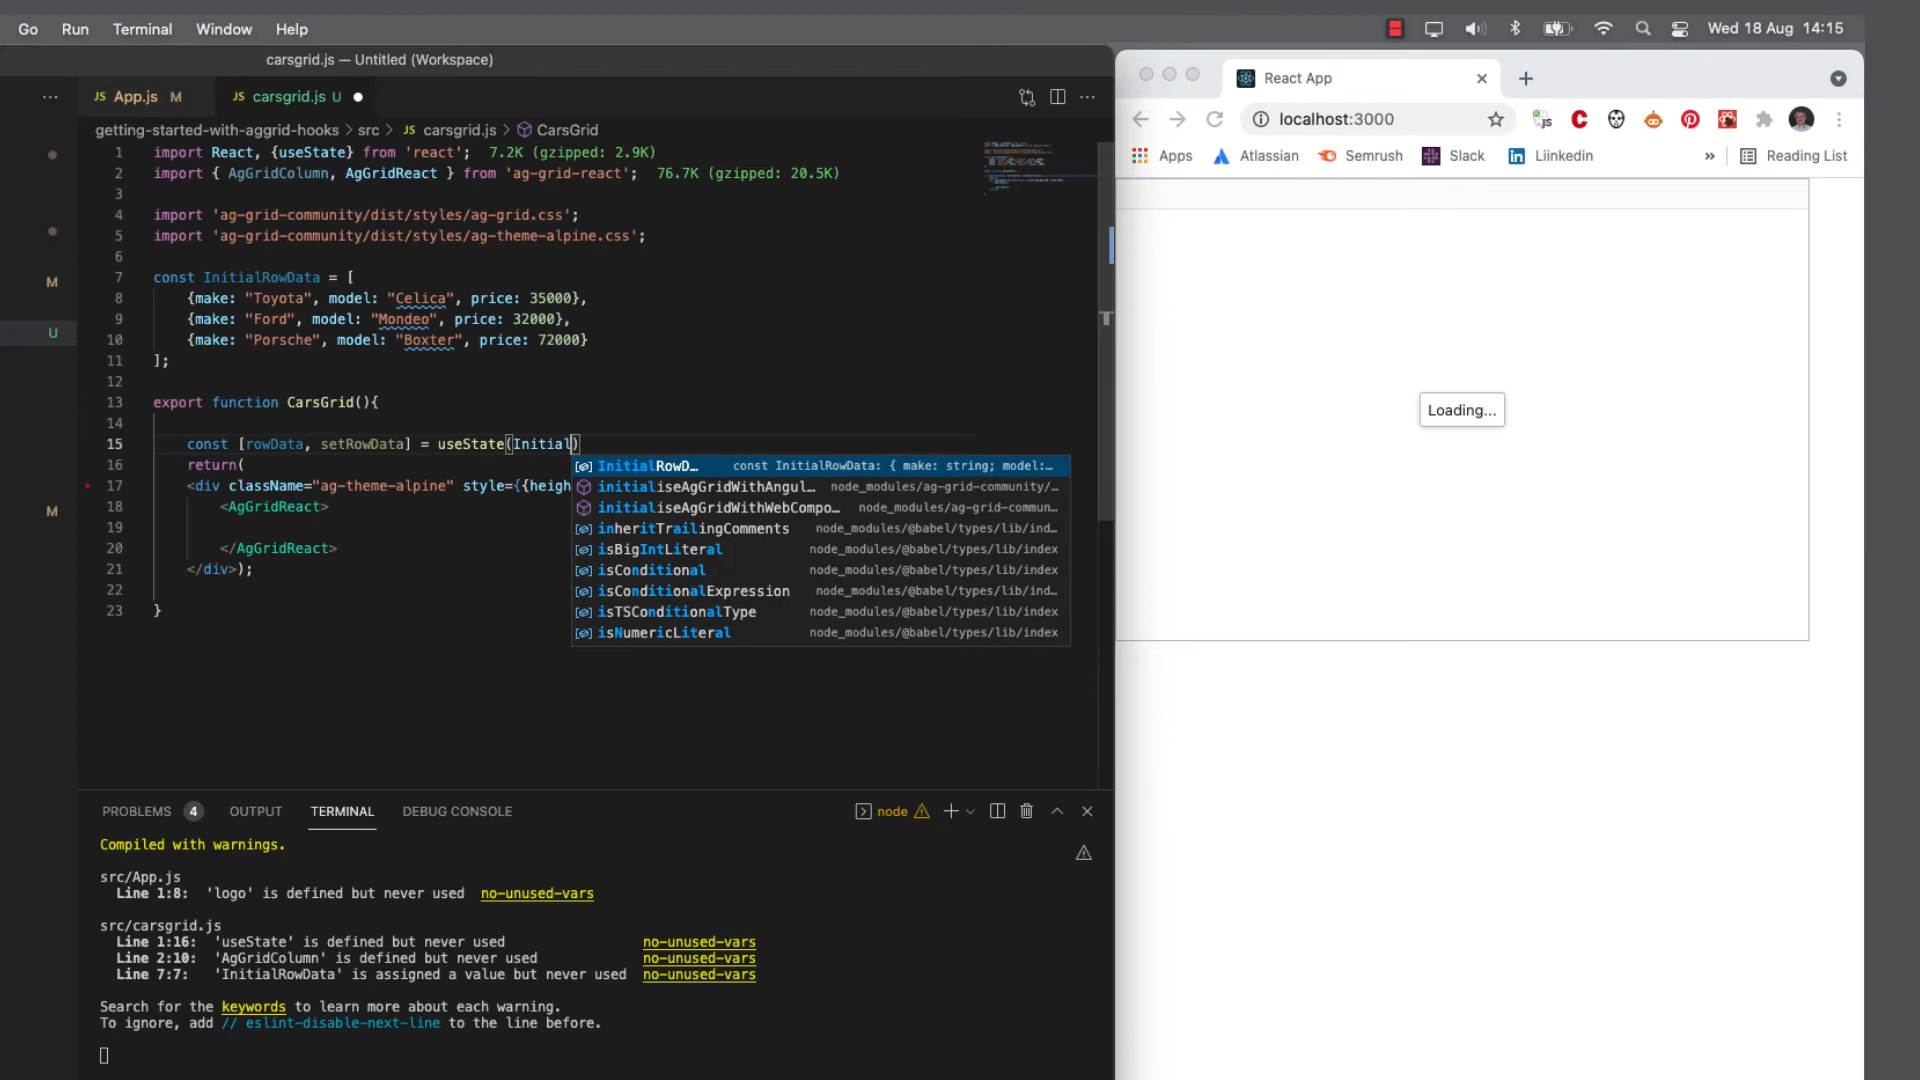 Go Run Terminal Window Help Wed 18 Aug 14:15
carsgrid.js — Untitled (Workspace)
··· JS App.js M JS carsgrid.js U ···
getting-started-with-aggrid-hooks > src > JS carsgrid.js > CarsGrid
1 import React, {useState} from 'react'; 7.2K (gzipped: 2.9K)
2 import { AgGridColumn, AgGridReact } from 'ag-grid-react'; 76.7K (gzipped: 20.5K)
3
4 import 'ag-grid-community/dist/styles/ag-grid.css';
5 import 'ag-grid-community/dist/styles/ag-theme-alpine.css';
6
M 7 const InitialRowData = [
8 {make: "Toyota", model: "Celica", price: 35000},
9 {make: "Ford", model: "Mondeo", price: 32000},
U 10 {make: "Porsche", model: "Boxter", price: 72000}
11 ];
12
13 export function CarsGrid(){
14
15 const [rowData, setRowData] = useState(Initial)
16 return(
17 <div className="ag-theme-alpine" style={{heigh
M 18 <AgGridReact>
19
20 </AgGridReact>
21 </div>);
22
23 }
InitialRowD… const InitialRowData: { make: string; model:…
initialiseAgGridWithAngul… node_modules/ag-grid-community/…
initialiseAgGridWithWebCompo… node_modules/ag-grid-commun…
inheritTrailingComments node_modules/@babel/types/lib/ind…
isBigIntLiteral node_modules/@babel/types/lib/index
isConditional node_modules/@babel/types/lib/index
isConditionalExpression node_modules/@babel/types/lib/ind…
isTSConditionalType node_modules/@babel/types/lib/index
isNumericLiteral node_modules/@babel/types/lib/index
PROBLEMS 4 OUTPUT TERMINAL DEBUG CONSOLE node
Compiled with warnings.
src/App.js
Line 1:8: 'logo' is defined but never used no-unused-vars
src/carsgrid.js
Line 1:16: 'useState' is defined but never used no-unused-vars
Line 2:10: 'AgGridColumn' is defined but never used no-unused-vars
Line 7:7: 'InitialRowData' is assigned a value but never used no-unused-vars
Search for the keywords to learn more about each warning.
To ignore, add // eslint-disable-next-line to the line before.
React App
localhost:3000
Apps Atlassian Semrush Slack Liinkedin » Reading List
Loading...